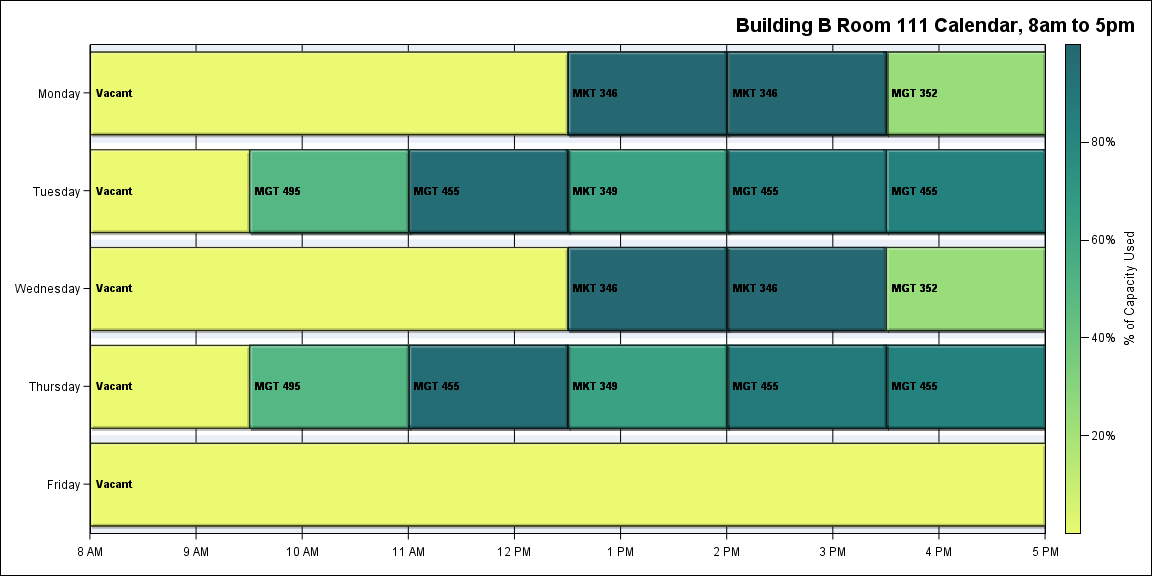 Building B Room 111 Calendar, 8am to 5pm
Monday
Vacant
MKT 346
MKT 346
MGT 352
Tuesday
Vacant
MGT 495
MGT 455
MKT 349
MGT 455
MGT 455
Wednesday
Vacant
MKT 346
MKT 346
MGT 352
Thursday
Vacant
MGT 495
MGT 455
MKT 349
MGT 455
MGT 455
Friday
Vacant
8 AM
9 AM
10 AM
11 AM
12 PM
1 PM
2 PM
3 PM
4 PM
5 PM
80%
60%
40%
20%
% of Capacity Used